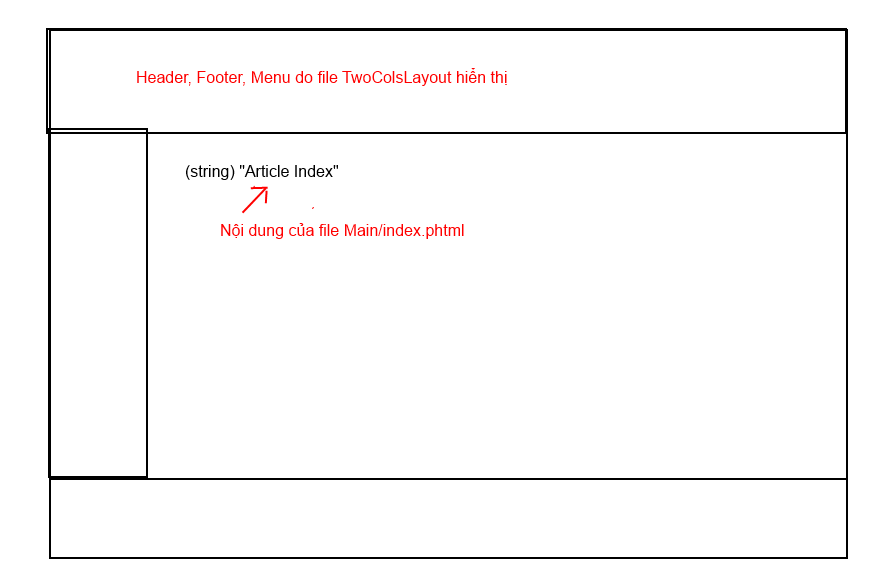 Header, Footer, Menu do file TwoColsLayout hiển thị
(string) "Article Index"
Nội dung của file Main/index.phtml